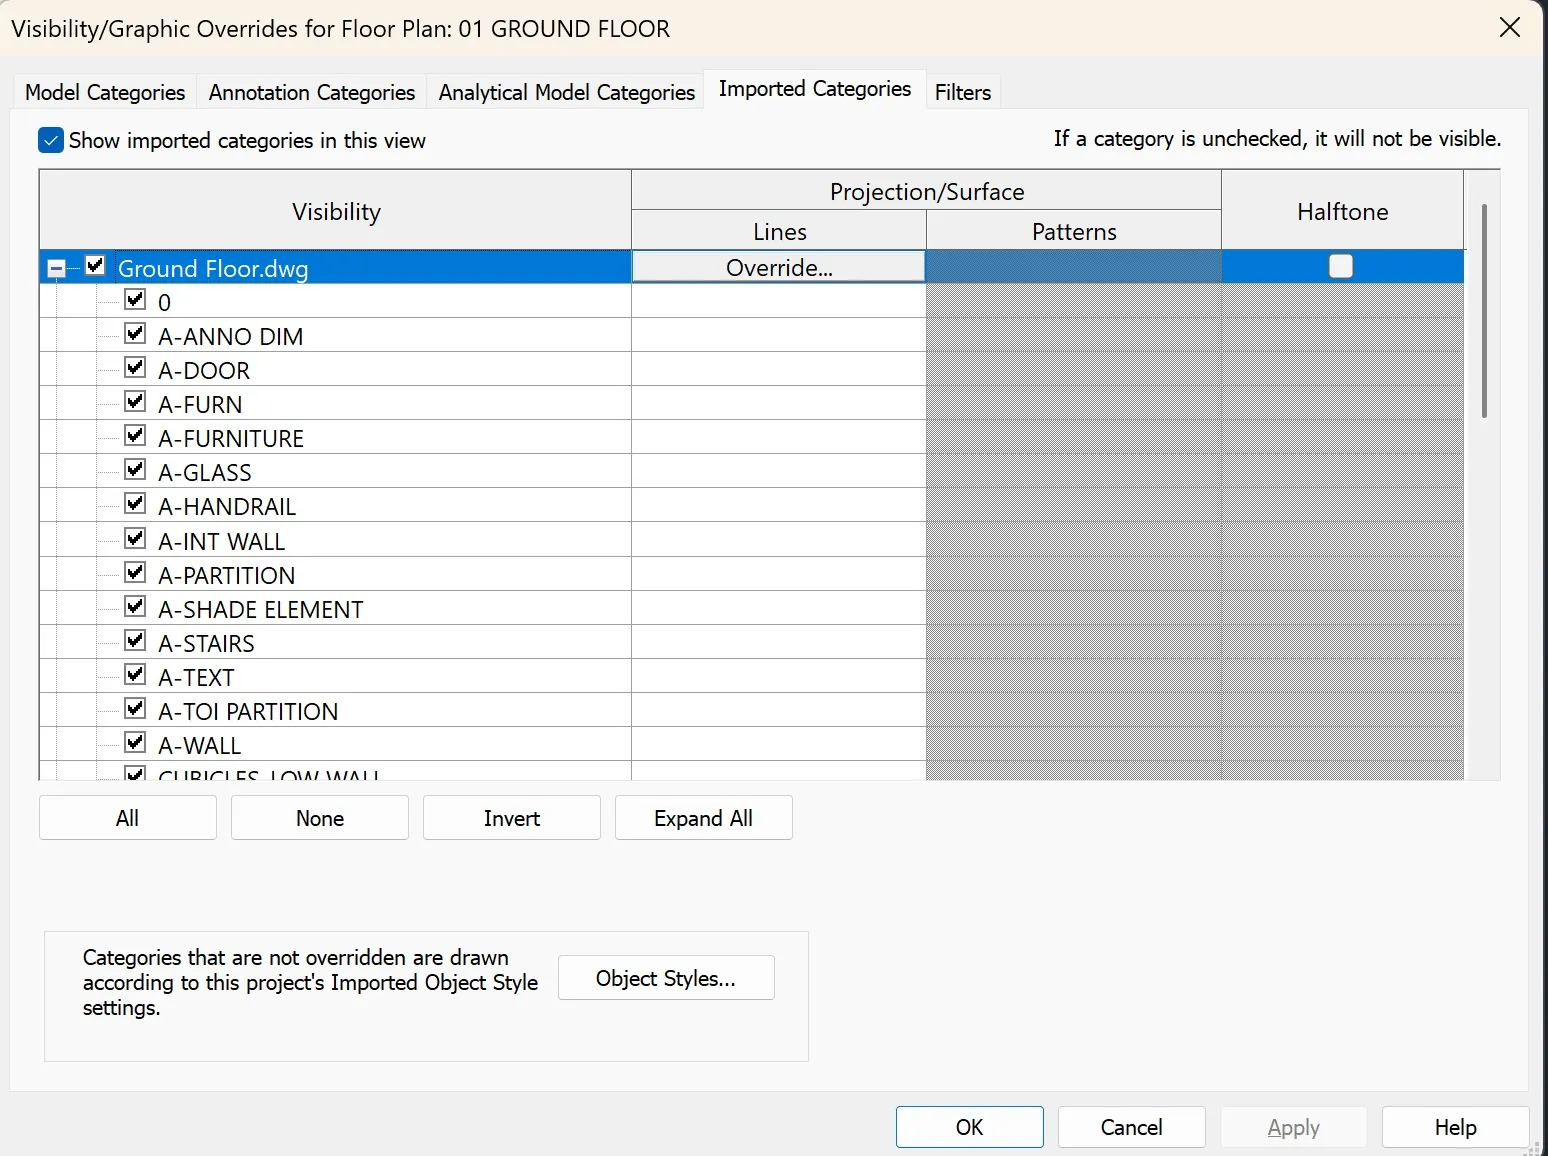 Visibility/Graphic Overrides for Floor Plan: 01 GROUND FLOOR
Model Categories
Annotation Categories
Analytical Model Categories
Imported Categories
Filters
Show imported categories in this view
If a category is unchecked, it will not be visible.
Visibility
Projection/Surface
Halftone
Lines
Patterns
Ground Floor.dwg
Override...
0
A-ANNO DIM
A-DOOR
A-FURN
A-FURNITURE
A-GLASS
A-HANDRAIL
A-INT WALL
A-PARTITION
A-SHADE ELEMENT
A-STAIRS
A-TEXT
A-TOI PARTITION
A-WALL
CUBICLES-LOW WALL
All
None
Invert
Expand All
Categories that are not overridden are drawn
according to this project's Imported Object Style
settings.
Object Styles...
OK
Cancel
Apply
Help